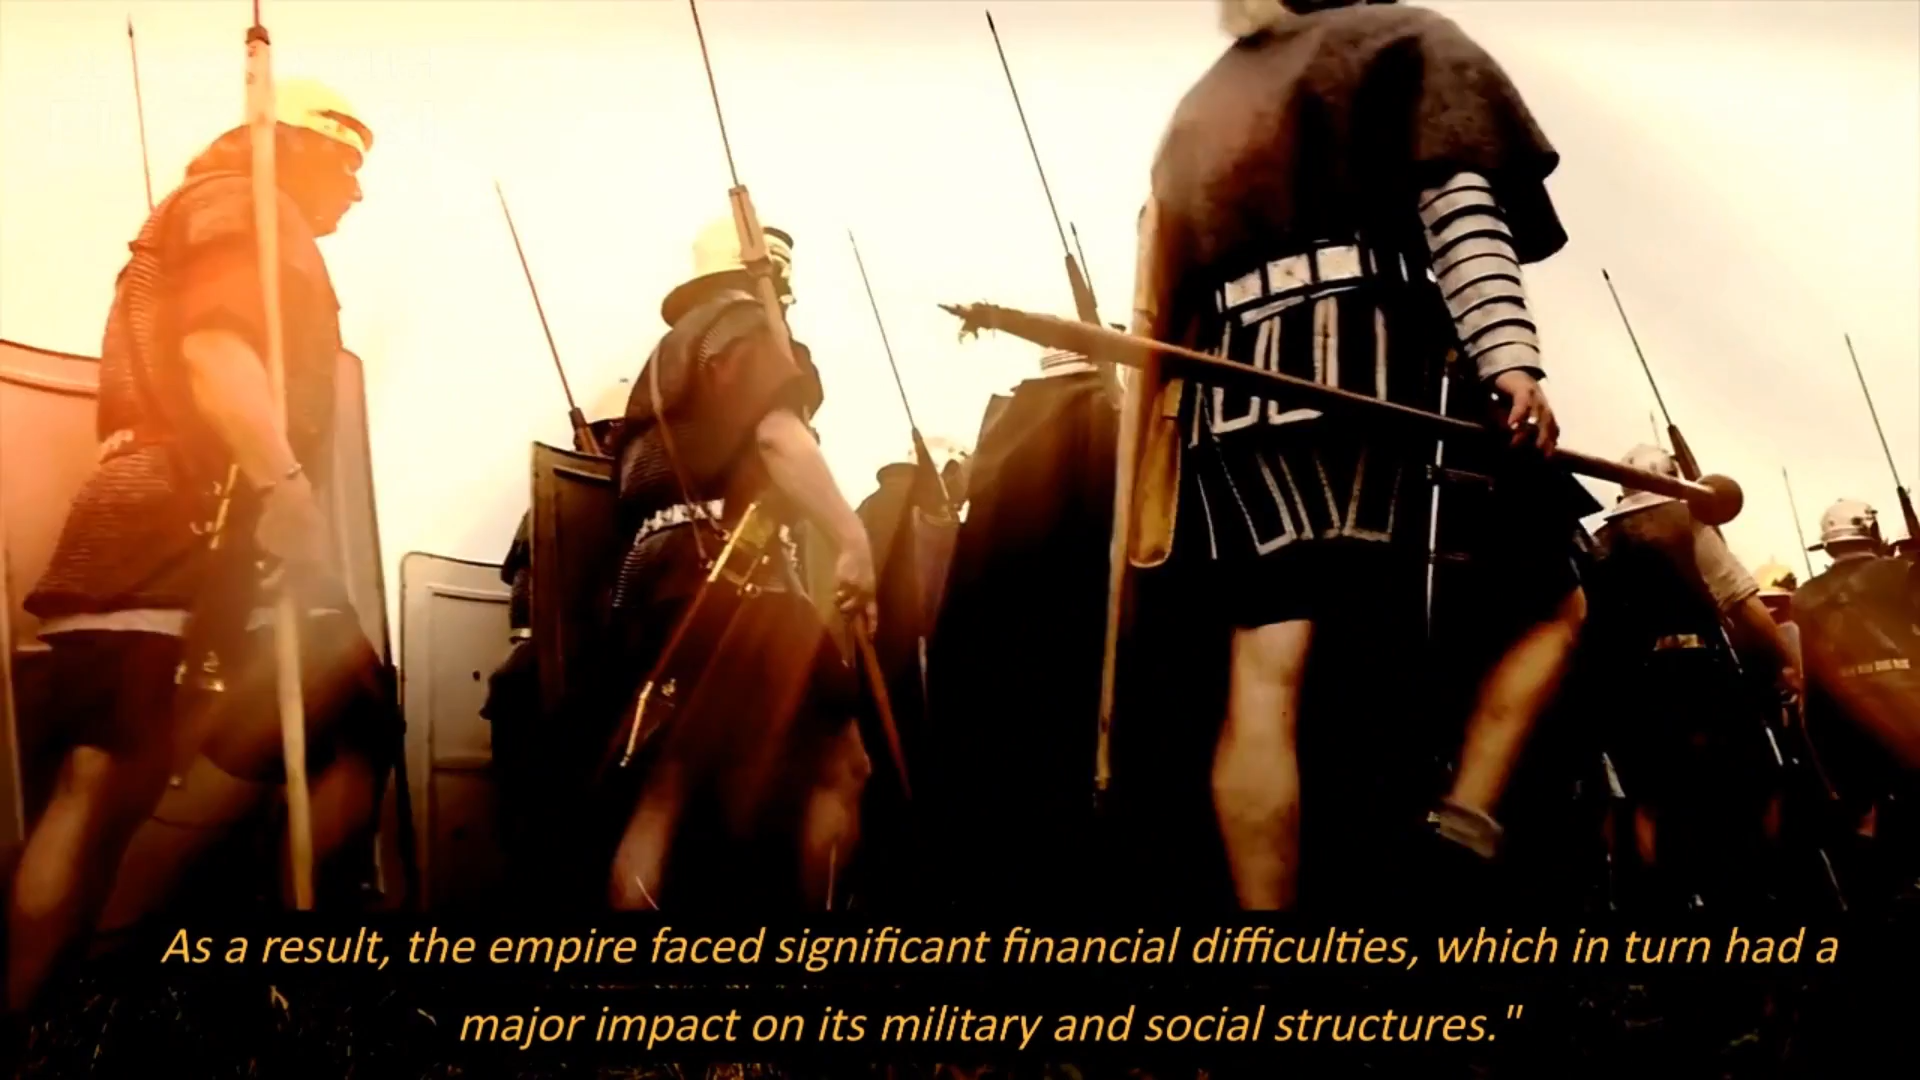 As a result, the empire faced significant financial difficulties, which in turn had a
major impact on its military and social structures."